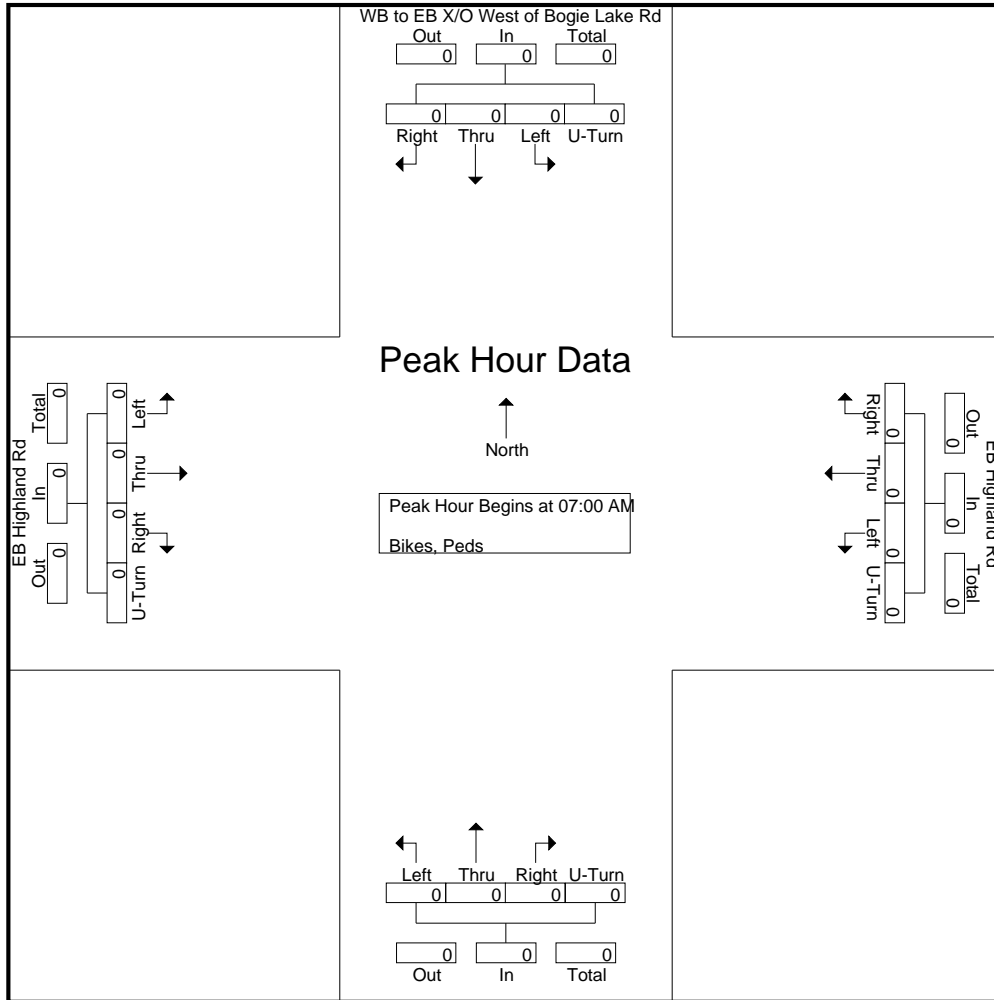 WB to EB X/O West of Bogie Lake Rd
Out In Total
0 0 0
0 0 0 0
Right Thru Left U-Turn
Peak Hour Data
North
Peak Hour Begins at 07:00 AM
Bikes, Peds
EB Highland Rd
Total In Out
0 0 0
0 0 0 0
Left Thru Right U-Turn
Right Thru Left U-Turn
0 0 0 0
0 0 0
Out In Total
EB Highland Rd
Left Thru Right U-Turn
0 0 0 0
0 0 0
Out In Total